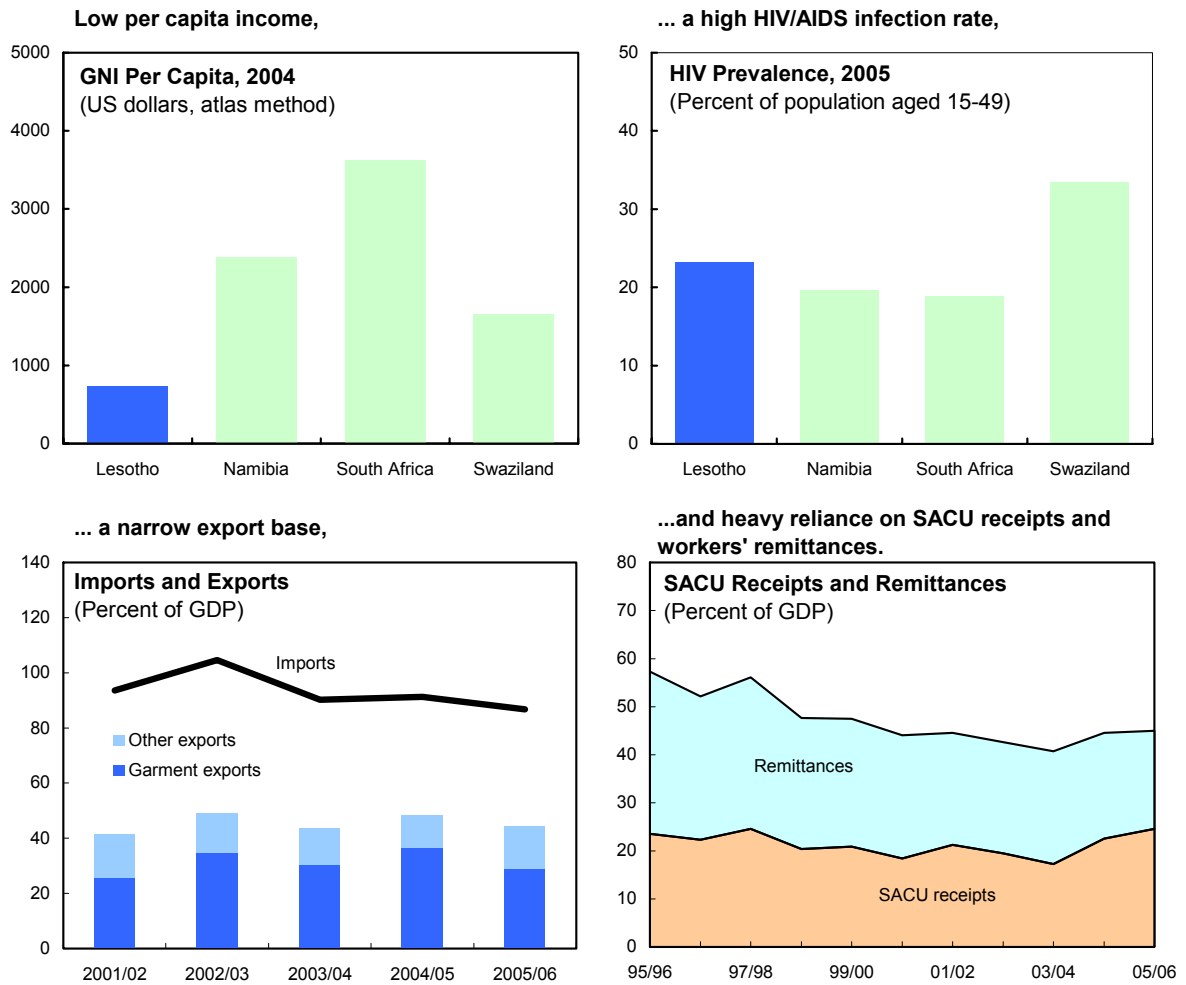 Low per capita income,
GNI Per Capita, 2004
(US dollars, atlas method)
5000
4000
3000
2000
1000
0
Lesotho
Namibia
South Africa
Swaziland
... a high HIV/AIDS infection rate,
HIV Prevalence, 2005
(Percent of population aged 15-49)
50
40
30
20
10
0
Lesotho
Namibia
South Africa
Swaziland
... a narrow export base,
Imports and Exports
(Percent of GDP)
140
120
100
80
60
40
20
0
Imports
Other exports
Garment exports
2001/02
2002/03
2003/04
2004/05
2005/06
...and heavy reliance on SACU receipts and
workers' remittances.
SACU Receipts and Remittances
(Percent of GDP)
80
70
60
50
40
30
20
10
0
Remittances
SACU receipts
95/96
97/98
99/00
01/02
03/04
05/06